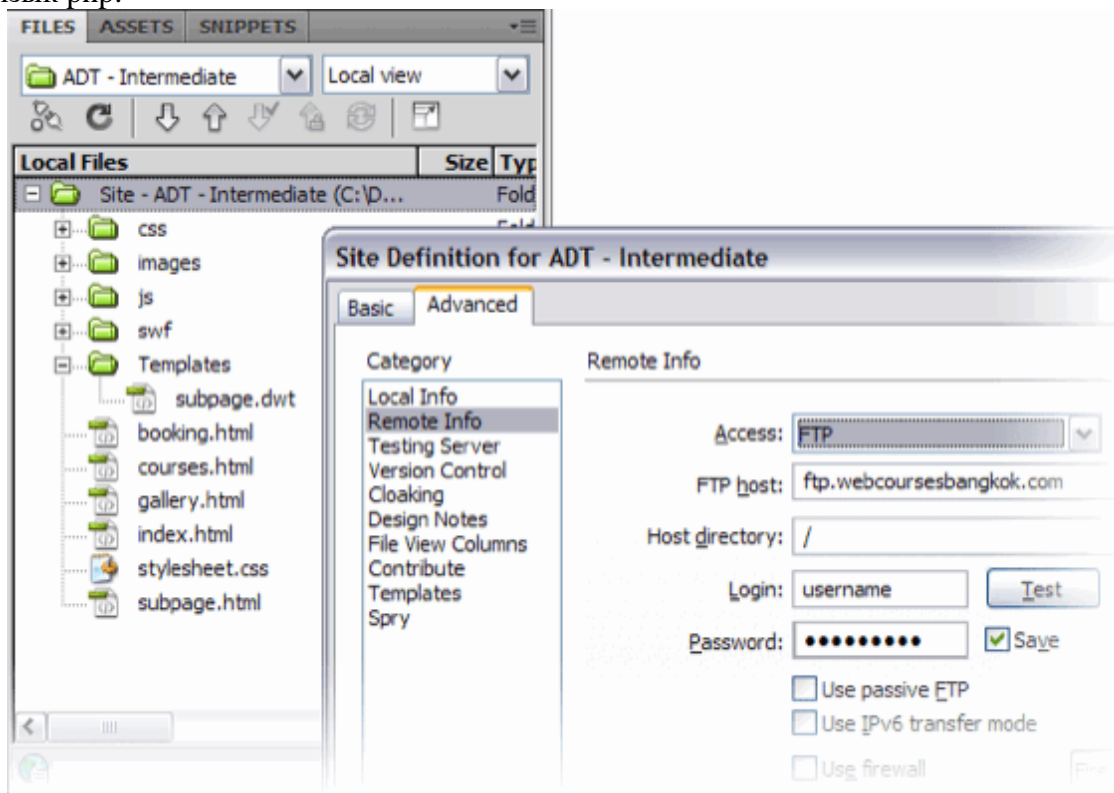 язык php.
FILES ASSETS SNIPPETS
ADT - Intermediate Local view
Local Files Size Typ
Site - ADT - Intermediate (C:\D... Fold
css
images
js
swf
Templates
subpage.dwt
booking.html
courses.html
gallery.html
index.html
stylesheet.css
subpage.html
Site Definition for ADT - Intermediate
Basic Advanced
Category
Local Info
Remote Info
Testing Server
Version Control
Cloaking
Design Notes
File View Columns
Contribute
Templates
Spry
Remote Info
Access: FTP
FTP host: ftp.webcoursesbangkok.com
Host directory: /
Login: username Test
Password: ●●●●●●●●● Save
Use passive FTP
Use IPv6 transfer mode
Use firewall